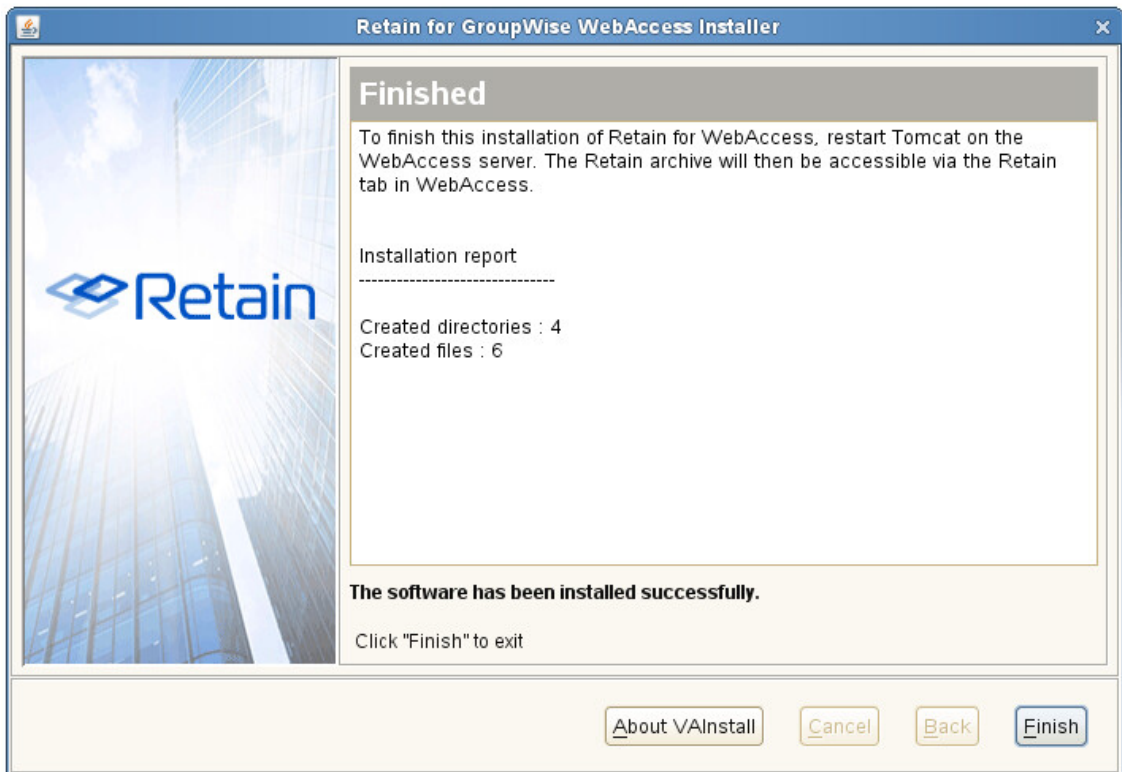 Retain for GroupWise WebAccess Installer
Finished
To finish this installation of Retain for WebAccess, restart Tomcat on the
WebAccess server. The Retain archive will then be accessible via the Retain
tab in WebAccess.
Installation report
-------------------------------
Created directories : 4
Created files : 6
Retain
The software has been installed successfully.
Click "Finish" to exit
About VAInstall
Cancel
Back
Finish